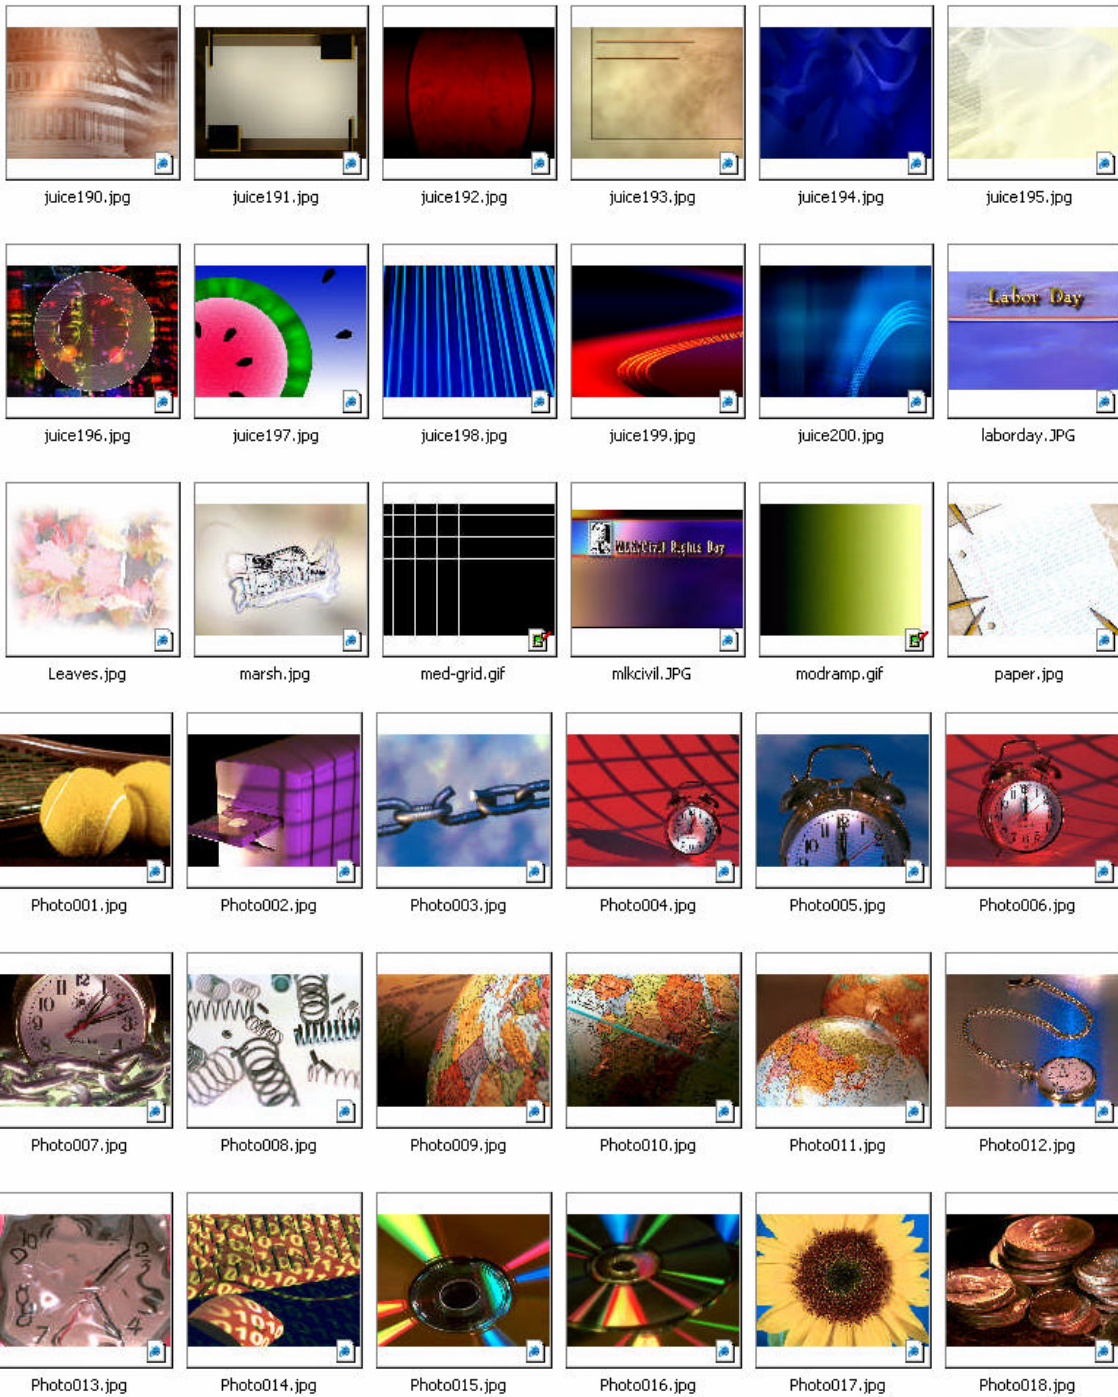 juice190.jpg juice191.jpg juice192.jpg juice193.jpg juice194.jpg juice195.jpg
Labor Day
juice196.jpg juice197.jpg juice198.jpg juice199.jpg juice200.jpg laborday.JPG
MLK/Civil Rights Day
Leaves.jpg marsh.jpg med-grid.gif mlkcivil.JPG modramp.gif paper.jpg
Photo001.jpg Photo002.jpg Photo003.jpg Photo004.jpg Photo005.jpg Photo006.jpg
Photo007.jpg Photo008.jpg Photo009.jpg Photo010.jpg Photo011.jpg Photo012.jpg
Photo013.jpg Photo014.jpg Photo015.jpg Photo016.jpg Photo017.jpg Photo018.jpg